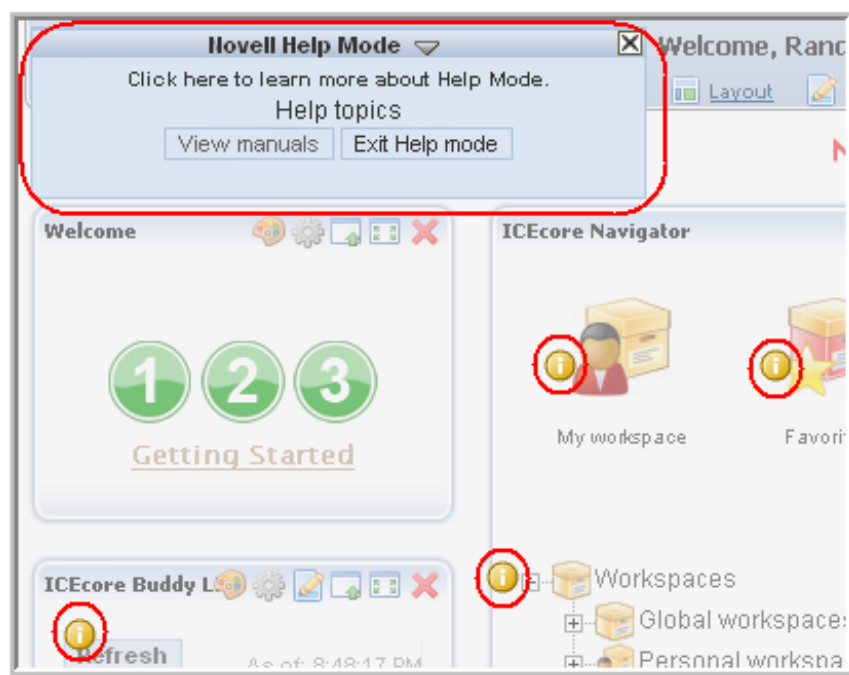 Novell Help Mode
Welcome, Ranc
Click here to learn more about Help Mode.
Layout
Help topics
View manuals Exit Help mode
Welcome
ICEcore Navigator
1 2 3
Getting Started
My workspace
Favori
ICEcore Buddy L
Workspaces
Global workspace
Refresh
As of: 8:48:17 PM
Personal workspa